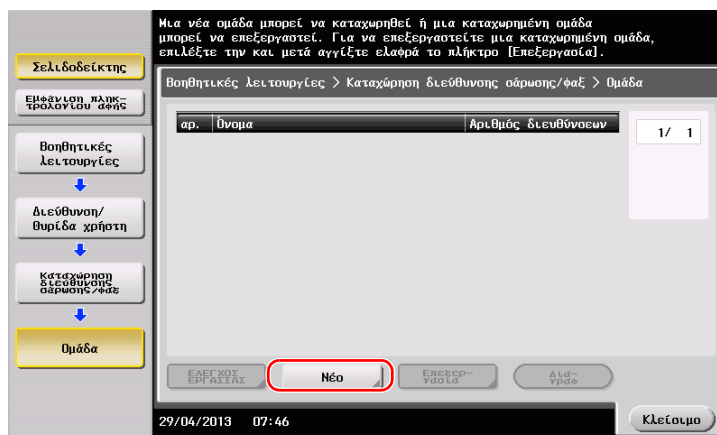 Μια νέα ομάδα μπορεί να καταχωρηθεί ή μια καταχωρημένη ομάδα
μπορεί να επεξεργαστεί. Για να επεξεργαστείτε μια καταχωρημένη ομάδα,
επιλέξτε την και μετά αγγίξτε ελαφρά το πλήκτρο [Επεξεργασία].
Σελιδοδείκτης
Εμφάνιση πληκ-
τρολογίου αφής
Βοηθητικές
λειτουργίες
Διεύθυνση/
θυρίδα χρήστη
Καταχώρηση
διεύθυνσης
σάρωσης/φαξ
Ομάδα
Βοηθητικές λειτουργίες > Καταχώρηση διεύθυνσης σάρωσης/φαξ > Ομάδα
αρ. Όνομα Αριθμός διευθύνσεων
1/ 1
ΕΛΕΓΧΟΣ
ΕΡΓΑΣΙΑΣ
Νέο
Επεξερ-
γασία
Δια-
γραφ
29/04/2013 07:46
Κλείσιμο